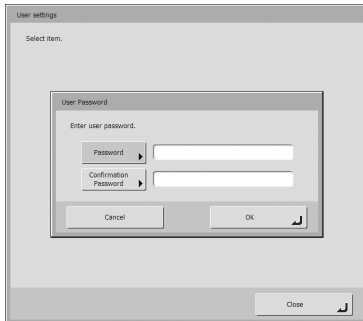 User settings
Select item.
User Password
Enter user password.
Password
Confirmation
Password
Cancel
OK
Close